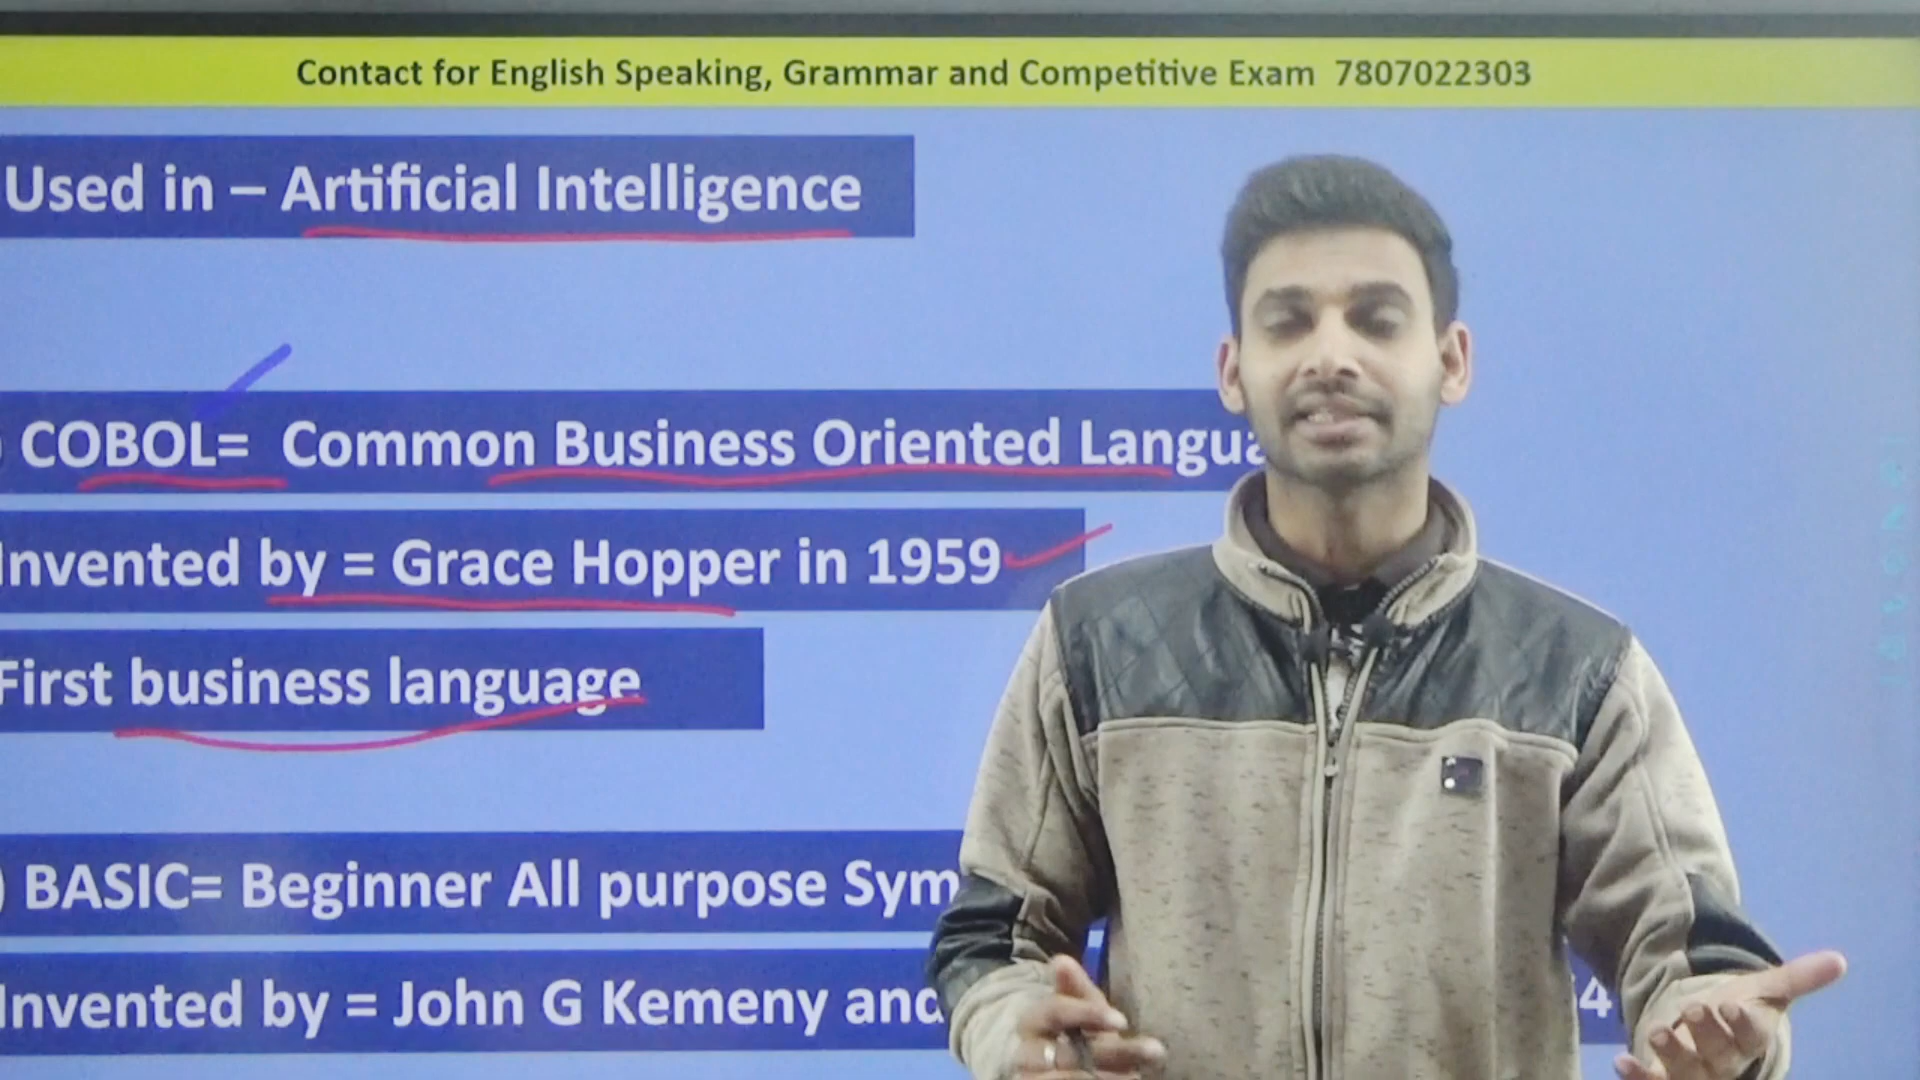 Contact for English Speaking, Grammar and Competitive Exam 7807022303
Used in – Artificial Intelligence
) COBOL= Common Business Oriented Langua
Invented by = Grace Hopper in 1959
First business language
) BASIC= Beginner All purpose Sym
Invented by = John G Kemeny and 4